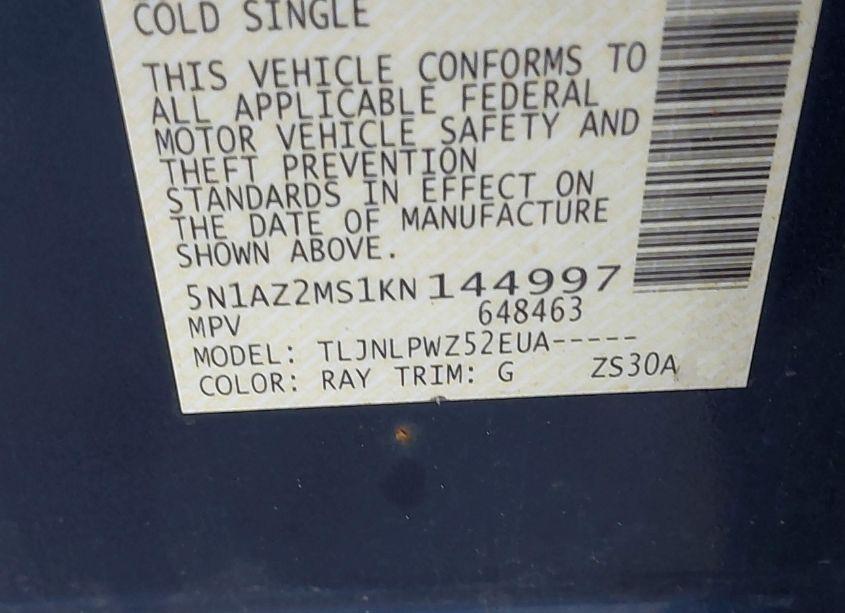 COLD SINGLE
THIS VEHICLE CONFORMS TO
ALL APPLICABLE FEDERAL
MOTOR VEHICLE SAFETY AND
THEFT PREVENTION
STANDARDS IN EFFECT ON
THE DATE OF MANUFACTURE
SHOWN ABOVE.
5N1AZ2MS1KN144997
MPV 648463
MODEL: TLJNLPWZ52EUA-----
COLOR: RAY TRIM: G ZS30A